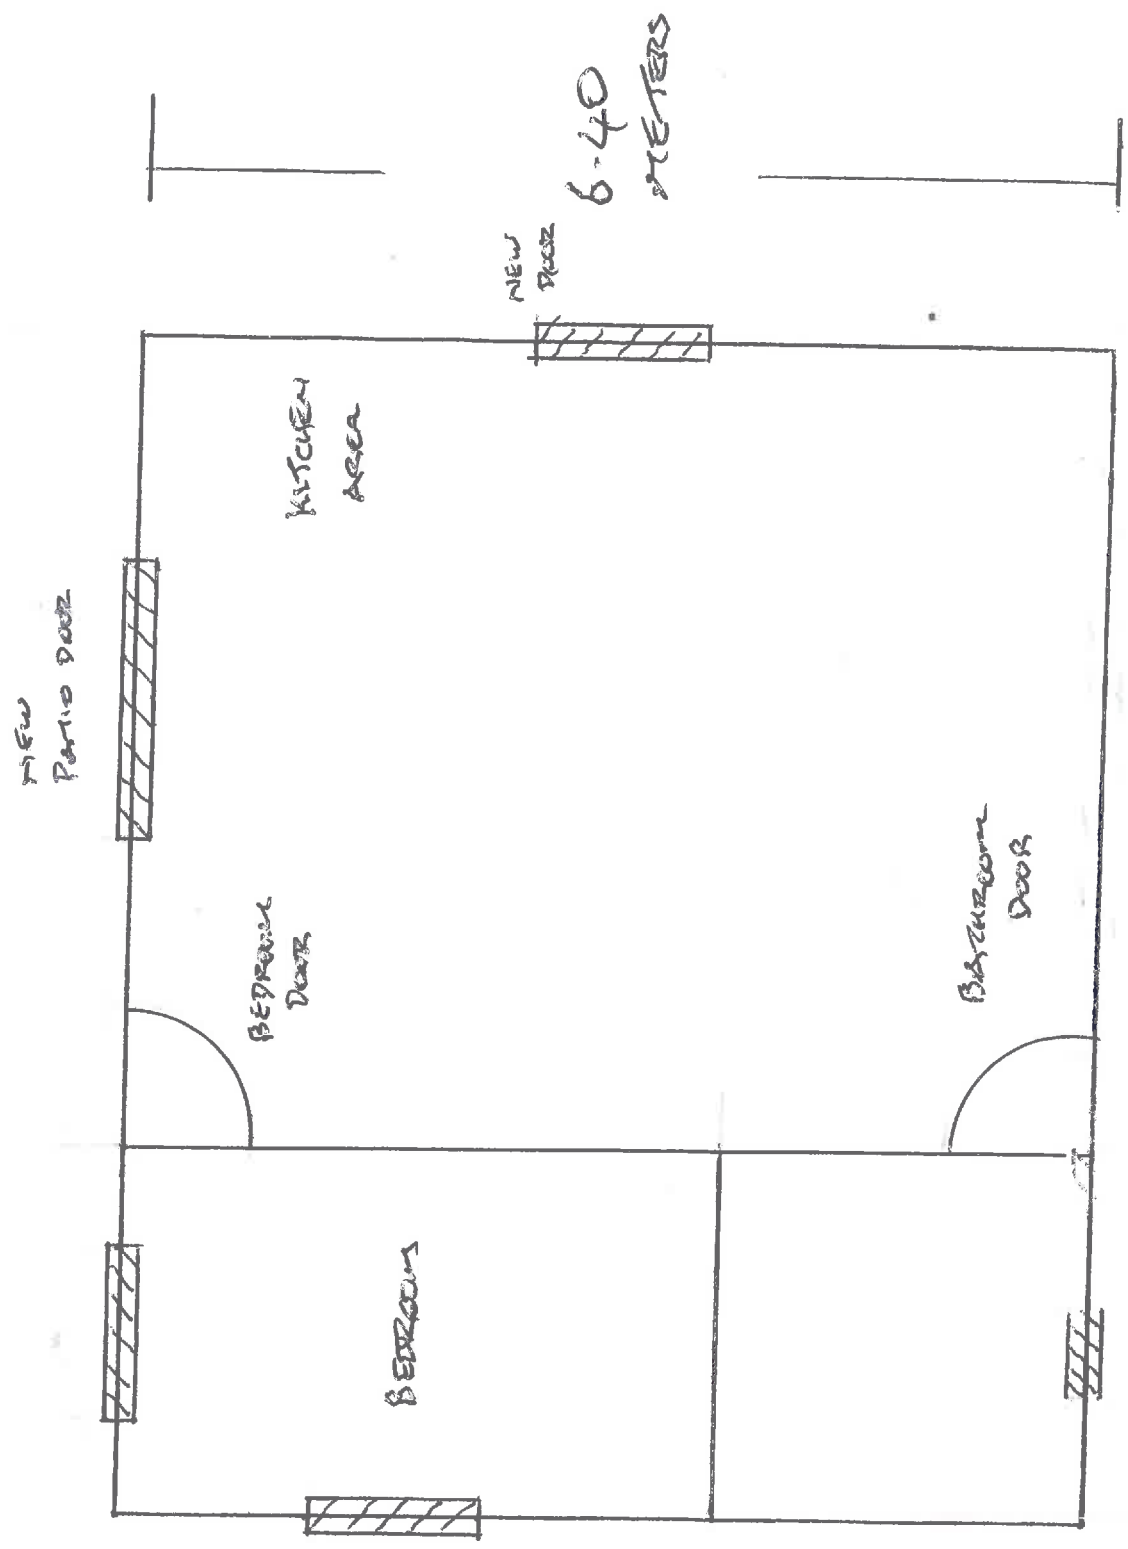 NEW
PATIO DOOR
BEDROOM
DOOR
KITCHEN
AREA
NEW
DOOR
6-40
METERS
BEDROOM
BATHROOM
DOOR